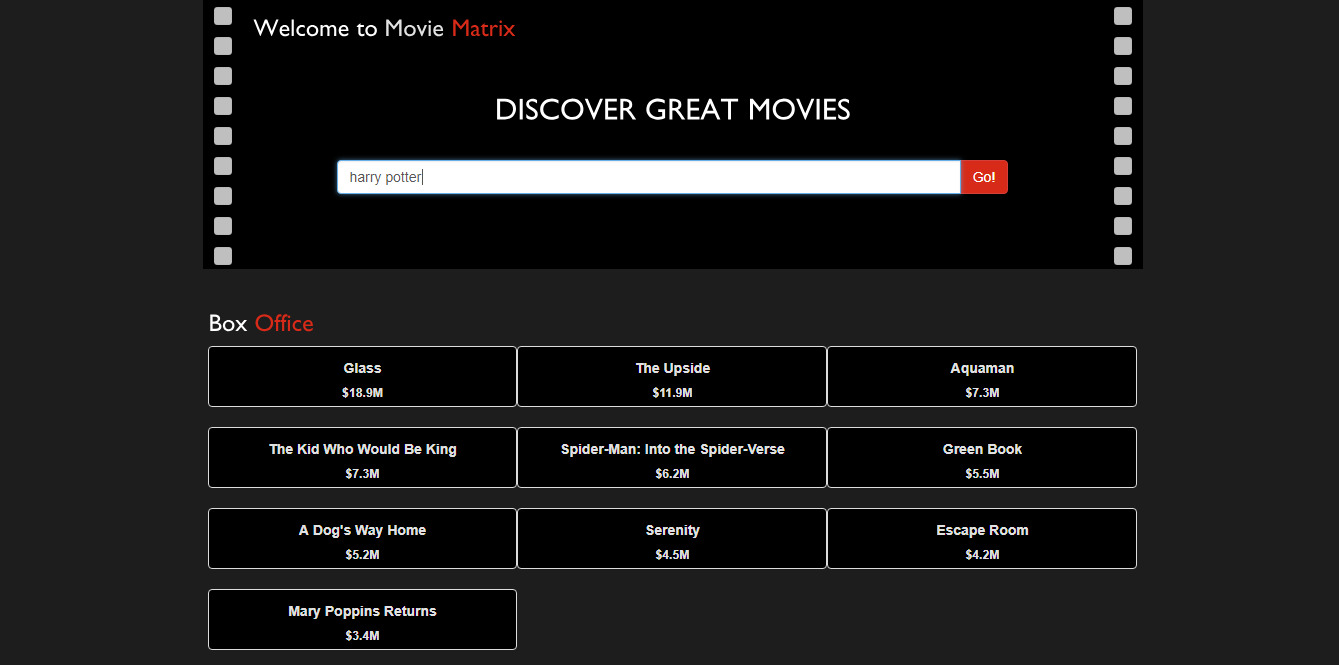 Welcome to Movie Matrix
DISCOVER GREAT MOVIES
harry potter
Go!
Box Office
Glass
$18.9M
The Upside
$11.9M
Aquaman
$7.3M
The Kid Who Would Be King
$7.3M
Spider-Man: Into the Spider-Verse
$6.2M
Green Book
$5.5M
A Dog's Way Home
$5.2M
Serenity
$4.5M
Escape Room
$4.2M
Mary Poppins Returns
$3.4M